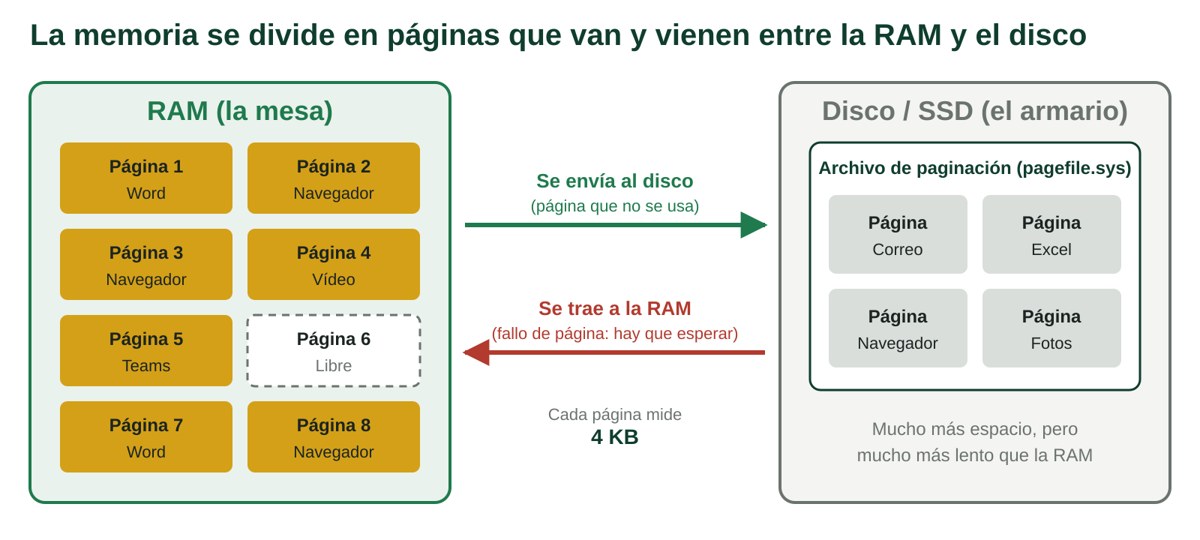 La memoria se divide en páginas que van y vienen entre la RAM y el disco
RAM (la mesa)
Página 1
Word
Página 2
Navegador
Página 3
Navegador
Página 4
Vídeo
Página 5
Teams
Página 6
Libre
Página 7
Word
Página 8
Navegador
Se envía al disco
(página que no se usa)
Se trae a la RAM
(fallo de página: hay que esperar)
Cada página mide
4 KB
Disco / SSD (el armario)
Archivo de paginación (pagefile.sys)
Página
Correo
Página
Excel
Página
Navegador
Página
Fotos
Mucho más espacio, pero
mucho más lento que la RAM